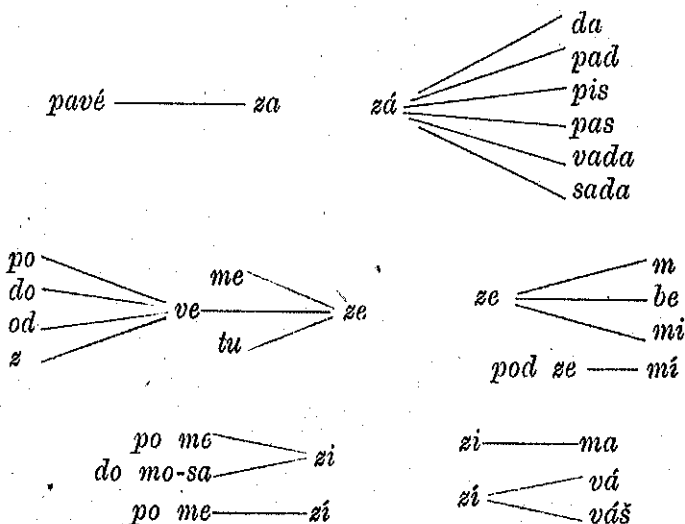 pavé za zá da
pad
pis
pas
vada
sada
po
do
od
z
ve
me
tu
ze
ze
m
be
mi
pod ze mí
po me
do mo-sa
zi
po me zí
zi ma
zí
vá
váš